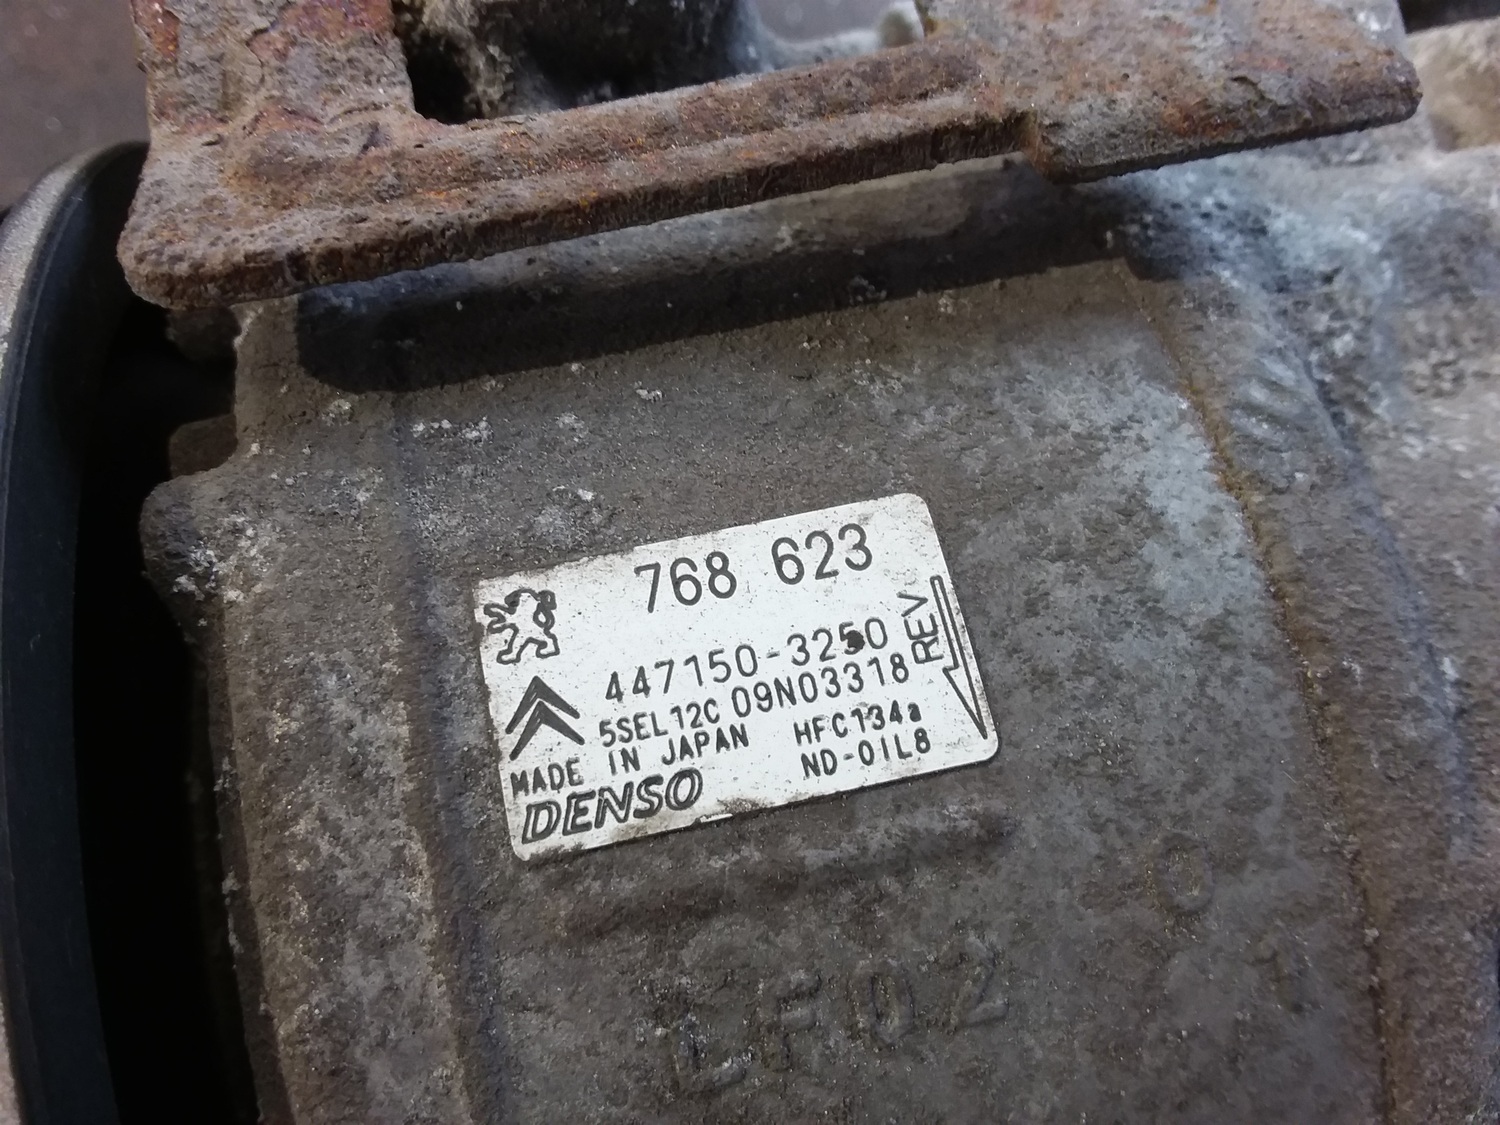 768 623
447150-3250
REV
5SEL12C 09N03318
MADE IN JAPAN HFC134a
DENSO ND-OIL8